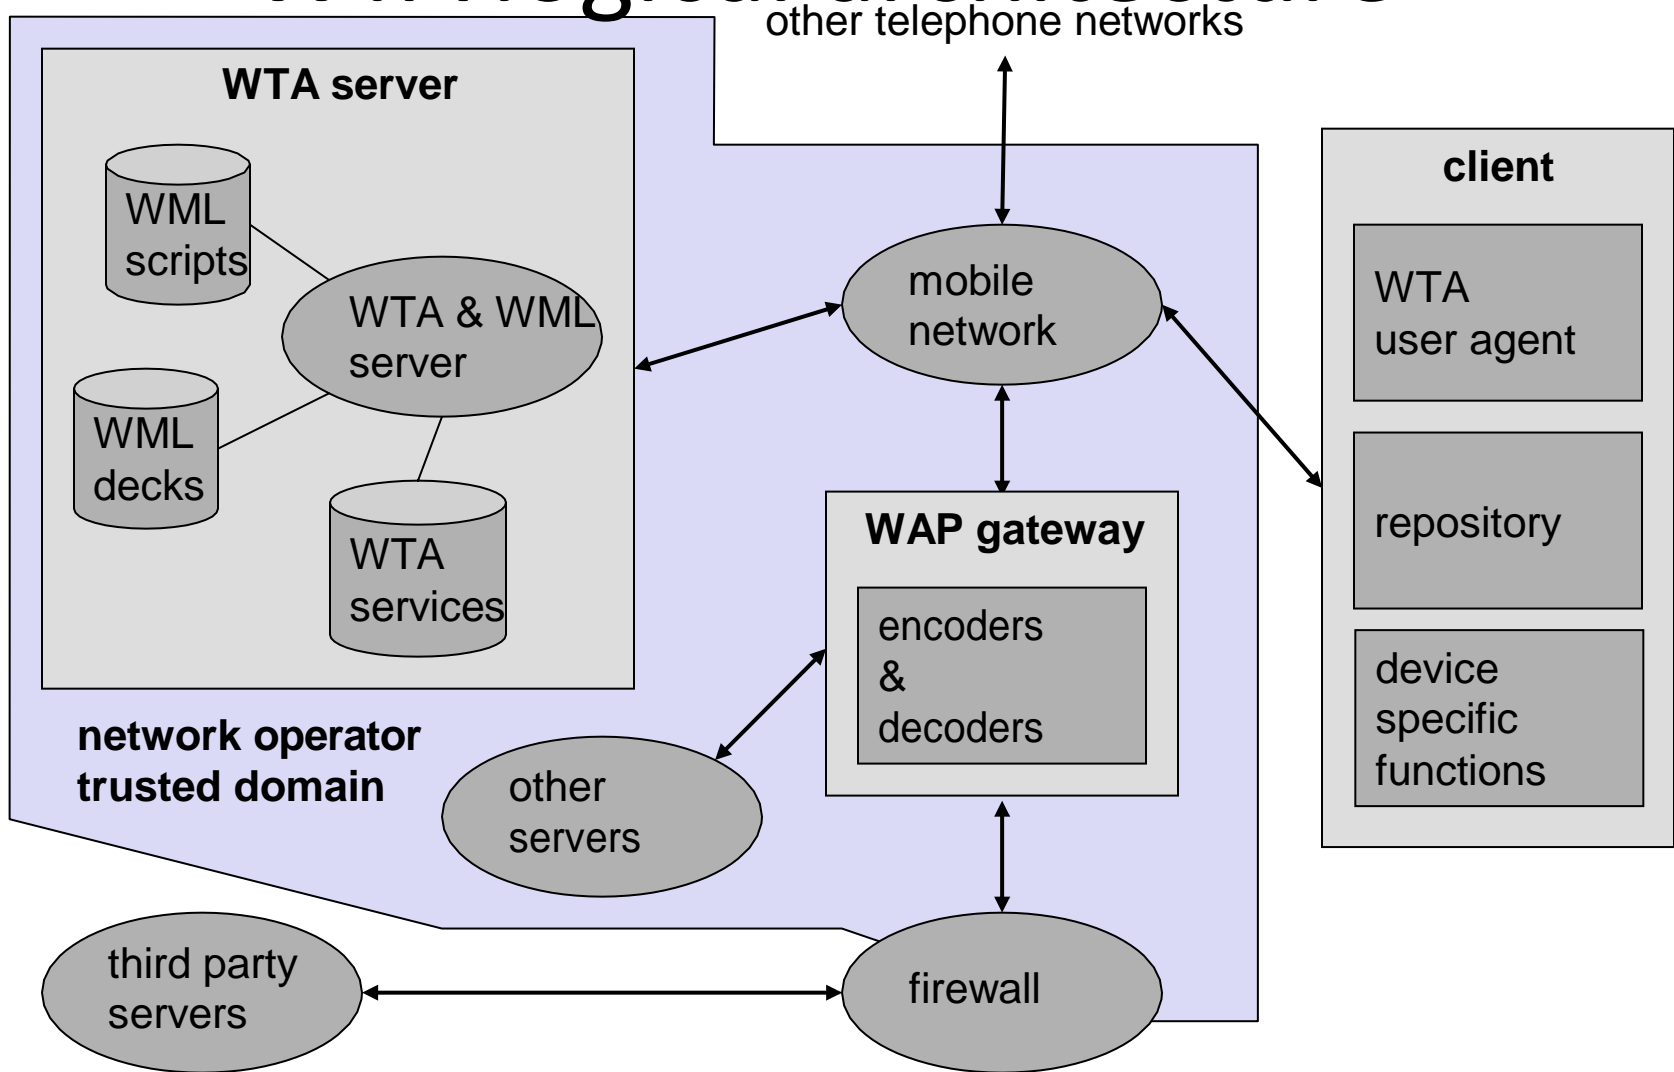 other telephone networks
WTA server
client
WML
scripts
WTA & WML
server
mobile
network
WTA
user agent
WML
decks
WTA
services
WAP gateway
repository
encoders
&
decoders
device
specific
functions
network operator
trusted domain
other
servers
third party
servers
firewall